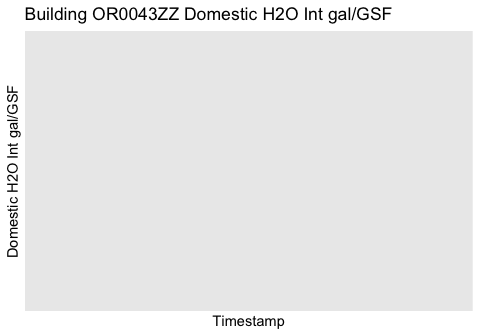 Building OR0043ZZ Domestic H2O Int gal/GSF
Domestic H2O Int gal/GSF
Timestamp